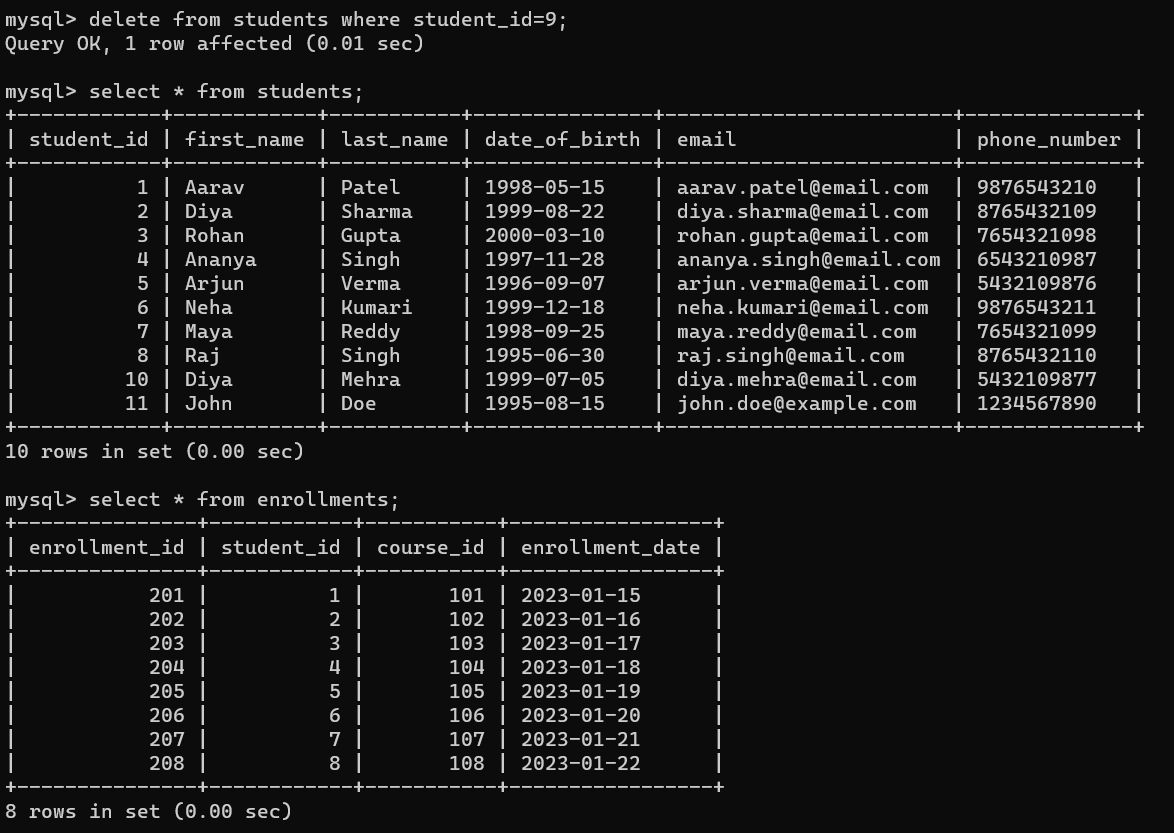 mysql> delete from students where student_id=9;
Query OK, 1 row affected (0.01 sec)

mysql> select * from students;
+------------+------------+-----------+---------------+------------------------+--------------+
| student_id | first_name | last_name | date_of_birth | email                  | phone_number |
+------------+------------+-----------+---------------+------------------------+--------------+
|          1 | Aarav      | Patel     | 1998-05-15    | aarav.patel@email.com  | 9876543210   |
|          2 | Diya       | Sharma    | 1999-08-22    | diya.sharma@email.com  | 8765432109   |
|          3 | Rohan      | Gupta     | 2000-03-10    | rohan.gupta@email.com  | 7654321098   |
|          4 | Ananya     | Singh     | 1997-11-28    | ananya.singh@email.com | 6543210987   |
|          5 | Arjun      | Verma     | 1996-09-07    | arjun.verma@email.com  | 5432109876   |
|          6 | Neha       | Kumari    | 1999-12-18    | neha.kumari@email.com  | 9876543211   |
|          7 | Maya       | Reddy     | 1998-09-25    | maya.reddy@email.com   | 7654321099   |
|          8 | Raj        | Singh     | 1995-06-30    | raj.singh@email.com    | 8765432110   |
|         10 | Diya       | Mehra     | 1999-07-05    | diya.mehra@email.com   | 5432109877   |
|         11 | John       | Doe       | 1995-08-15    | john.doe@example.com   | 1234567890   |
+------------+------------+-----------+---------------+------------------------+--------------+
10 rows in set (0.00 sec)

mysql> select * from enrollments;
+---------------+------------+-----------+-----------------+
| enrollment_id | student_id | course_id | enrollment_date |
+---------------+------------+-----------+-----------------+
|           201 |          1 |       101 | 2023-01-15      |
|           202 |          2 |       102 | 2023-01-16      |
|           203 |          3 |       103 | 2023-01-17      |
|           204 |          4 |       104 | 2023-01-18      |
|           205 |          5 |       105 | 2023-01-19      |
|           206 |          6 |       106 | 2023-01-20      |
|           207 |          7 |       107 | 2023-01-21      |
|           208 |          8 |       108 | 2023-01-22      |
+---------------+------------+-----------+-----------------+
8 rows in set (0.00 sec)